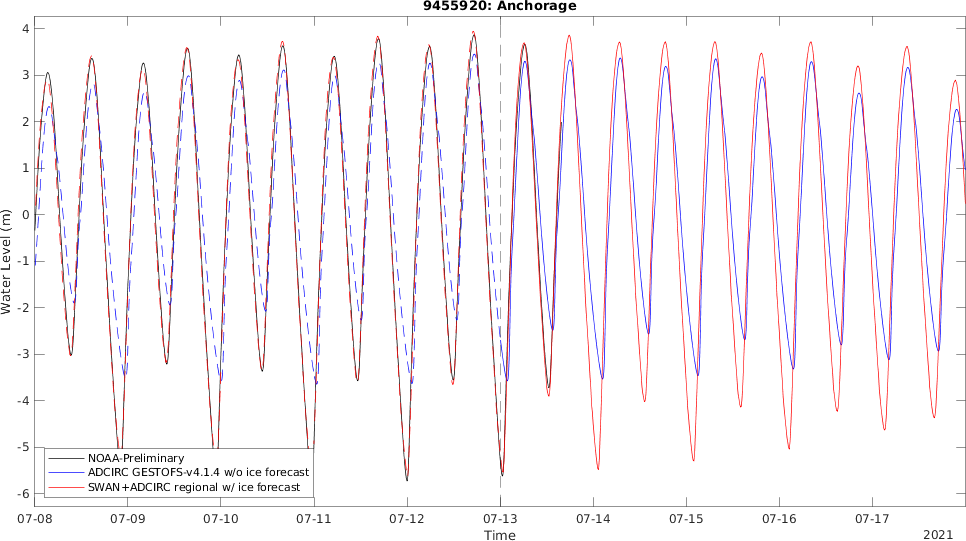 9455920: Anchorage
4
3
2
1
0
-1
-2
-3
-4
-5
-6
Water Level (m)
NOAA-Preliminary
ADCIRC GESTOFS-v4.1.4 w/o ice forecast
SWAN+ADCIRC regional w/ ice forecast
07-08 07-09 07-10 07-11 07-12 07-13 07-14 07-15 07-16 07-17
Time
2021